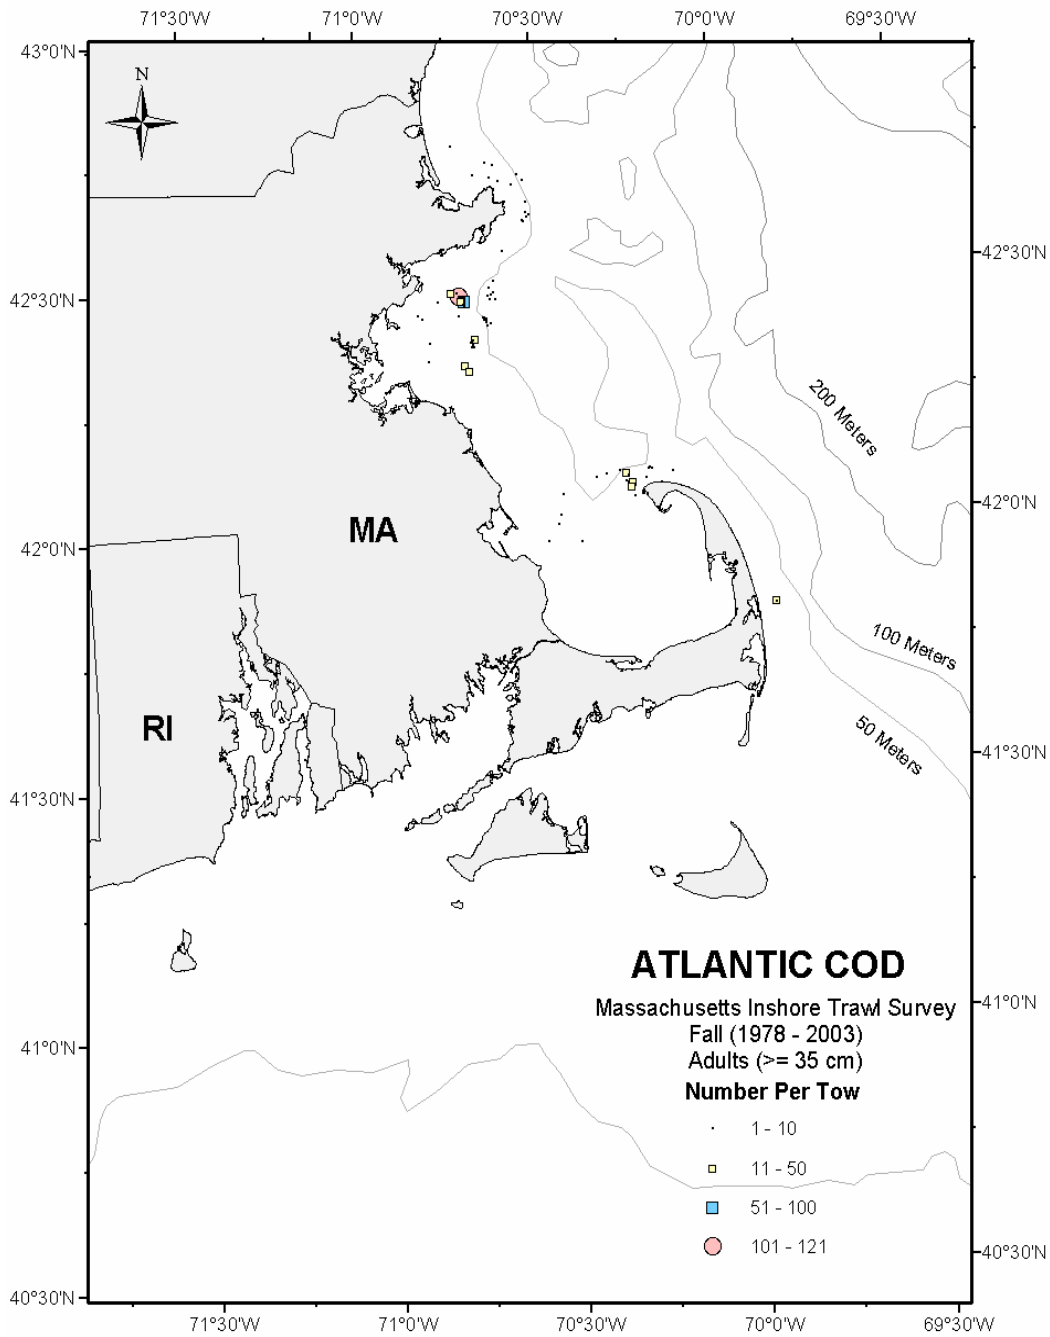 71°30'W 71°0'W 70°30'W 70°0'W 69°30'W
43°0'N
N
42°30'N
42°30'N
200 Meters
42°0'N
MA
42°0'N
100 Meters
RI
50 Meters
41°30'N
41°30'N
ATLANTIC COD
Massachusetts Inshore Trawl Survey
41°0'N
Fall (1978 - 2003)
41°0'N
Adults (>= 35 cm)
Number Per Tow
1 - 10
11 - 50
51 - 100
101 - 121
40°30'N
40°30'N
71°30'W 71°0'W 70°30'W 70°0'W 69°30'W